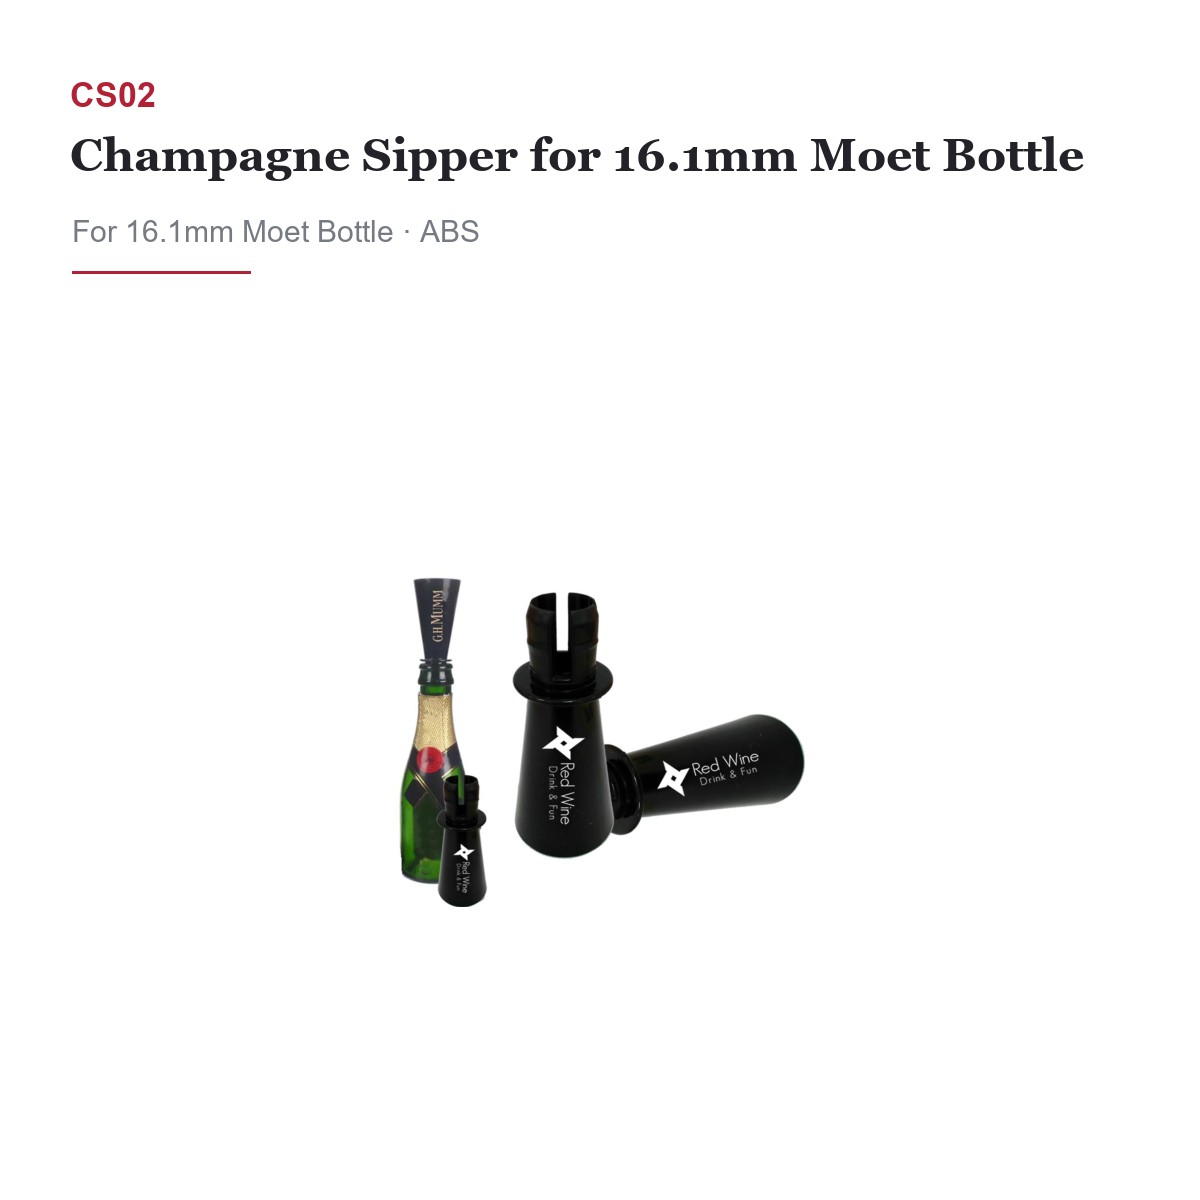 CS02
Champagne Sipper for 16.1mm Moet Bottle
For 16.1mm Moet Bottle · ABS
G.H.MUMM
Red Wine
Drink & Fun
Red Wine
Drink & Fun
Red Wine
Drink & Fun